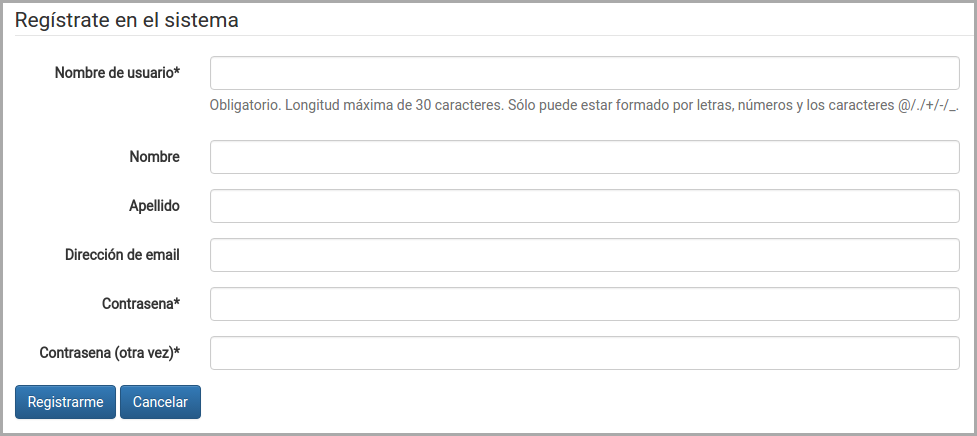 Regístrate en el sistema
Nombre de usuario*
Obligatorio. Longitud máxima de 30 caracteres. Sólo puede estar formado por letras, números y los caracteres @/./+/-/_.
Nombre
Apellido
Dirección de email
Contrasena*
Contrasena (otra vez)*
Registrarme Cancelar